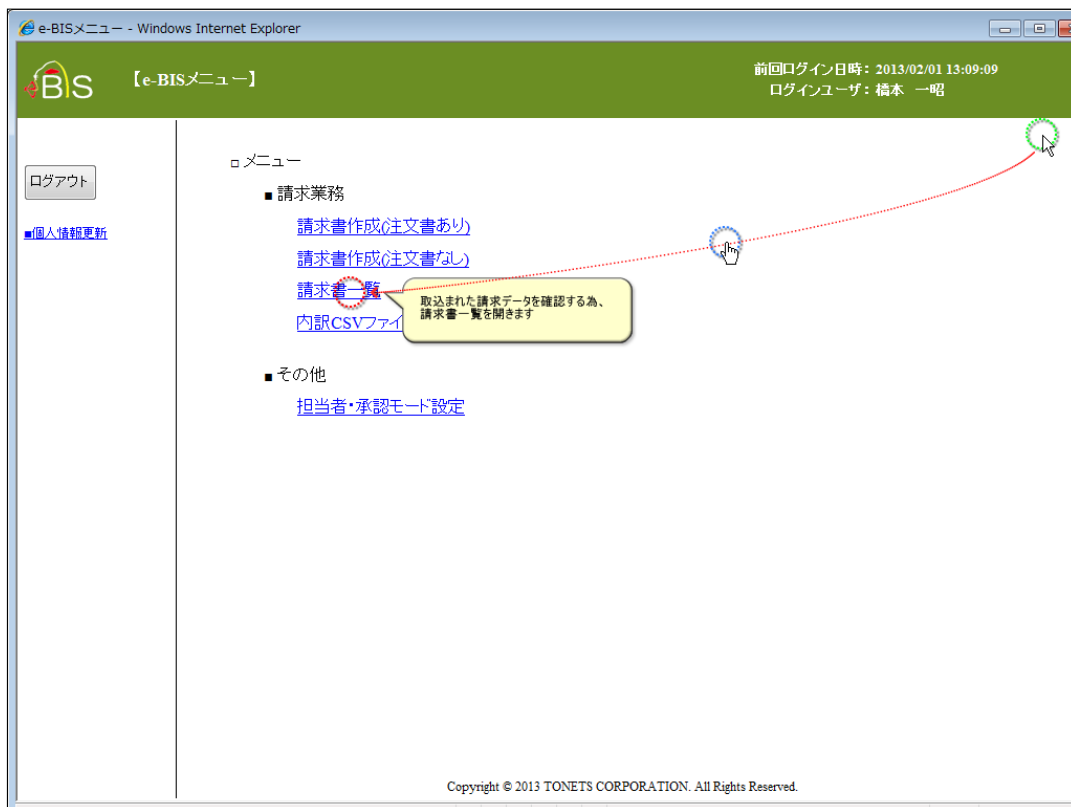 e-BISメニュー - Windows Internet Explorer
BIS
【e-BISメニュー】
前回ログイン日時：2013/02/01 13:09:09
ログインユーザ：橋本　一昭
ログアウト
■個人情報更新
□ メニュー
■ 請求業務
請求書作成(注文書あり)
請求書作成(注文書なし)
請求書一覧
取込まれた請求データを確認する為、
請求書一覧を開きます
内訳CSVファイ
■ その他
担当者・承認モード設定
Copyright © 2013 TONETS CORPORATION. All Rights Reserved.